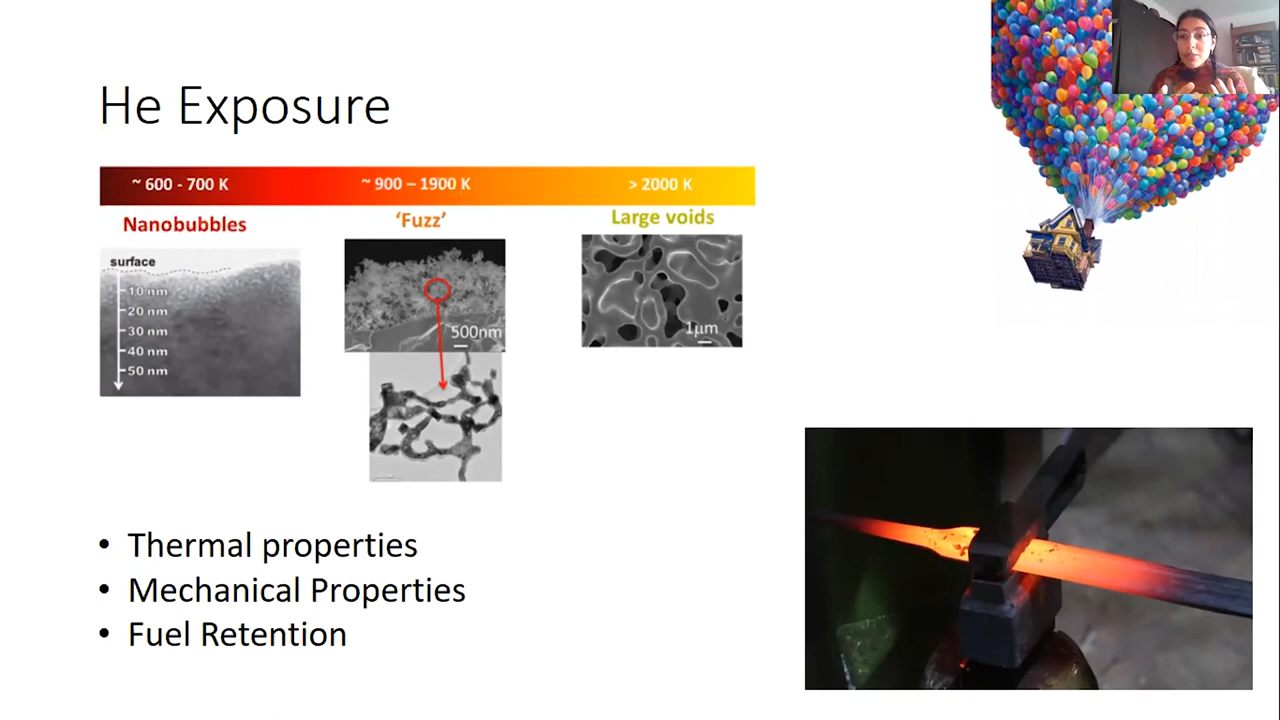 He Exposure
~ 600 - 700 K
~ 900 – 1900 K
> 2000 K
Nanobubbles
'Fuzz'
Large voids
surface
10 nm
20 nm
30 nm
40 nm
50 nm
500nm
1µm
• Thermal properties
• Mechanical Properties
• Fuel Retention